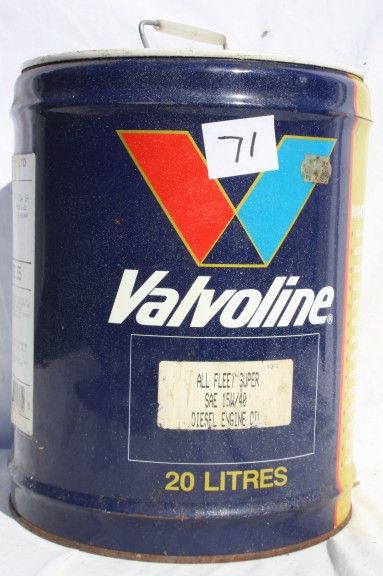 71
Valvoline®
ALL FLEET SUPER
SAE 15W/40
DIESEL ENGINE OIL
20 LITRES